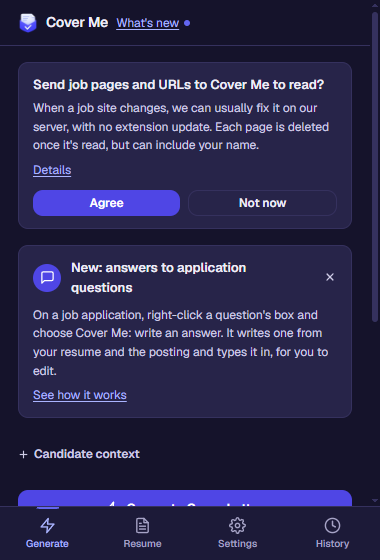 Cover Me What's new
Send job pages and URLs to Cover Me to read?
When a job site changes, we can usually fix it on our
server, with no extension update. Each page is deleted
once it's read, but can include your name.
Details
Agree Not now
New: answers to application
questions
On a job application, right-click a question's box and
choose Cover Me: write an answer. It writes one from
your resume and the posting and types it in, for you to
edit.
See how it works
+ Candidate context
Generate Resume Settings History